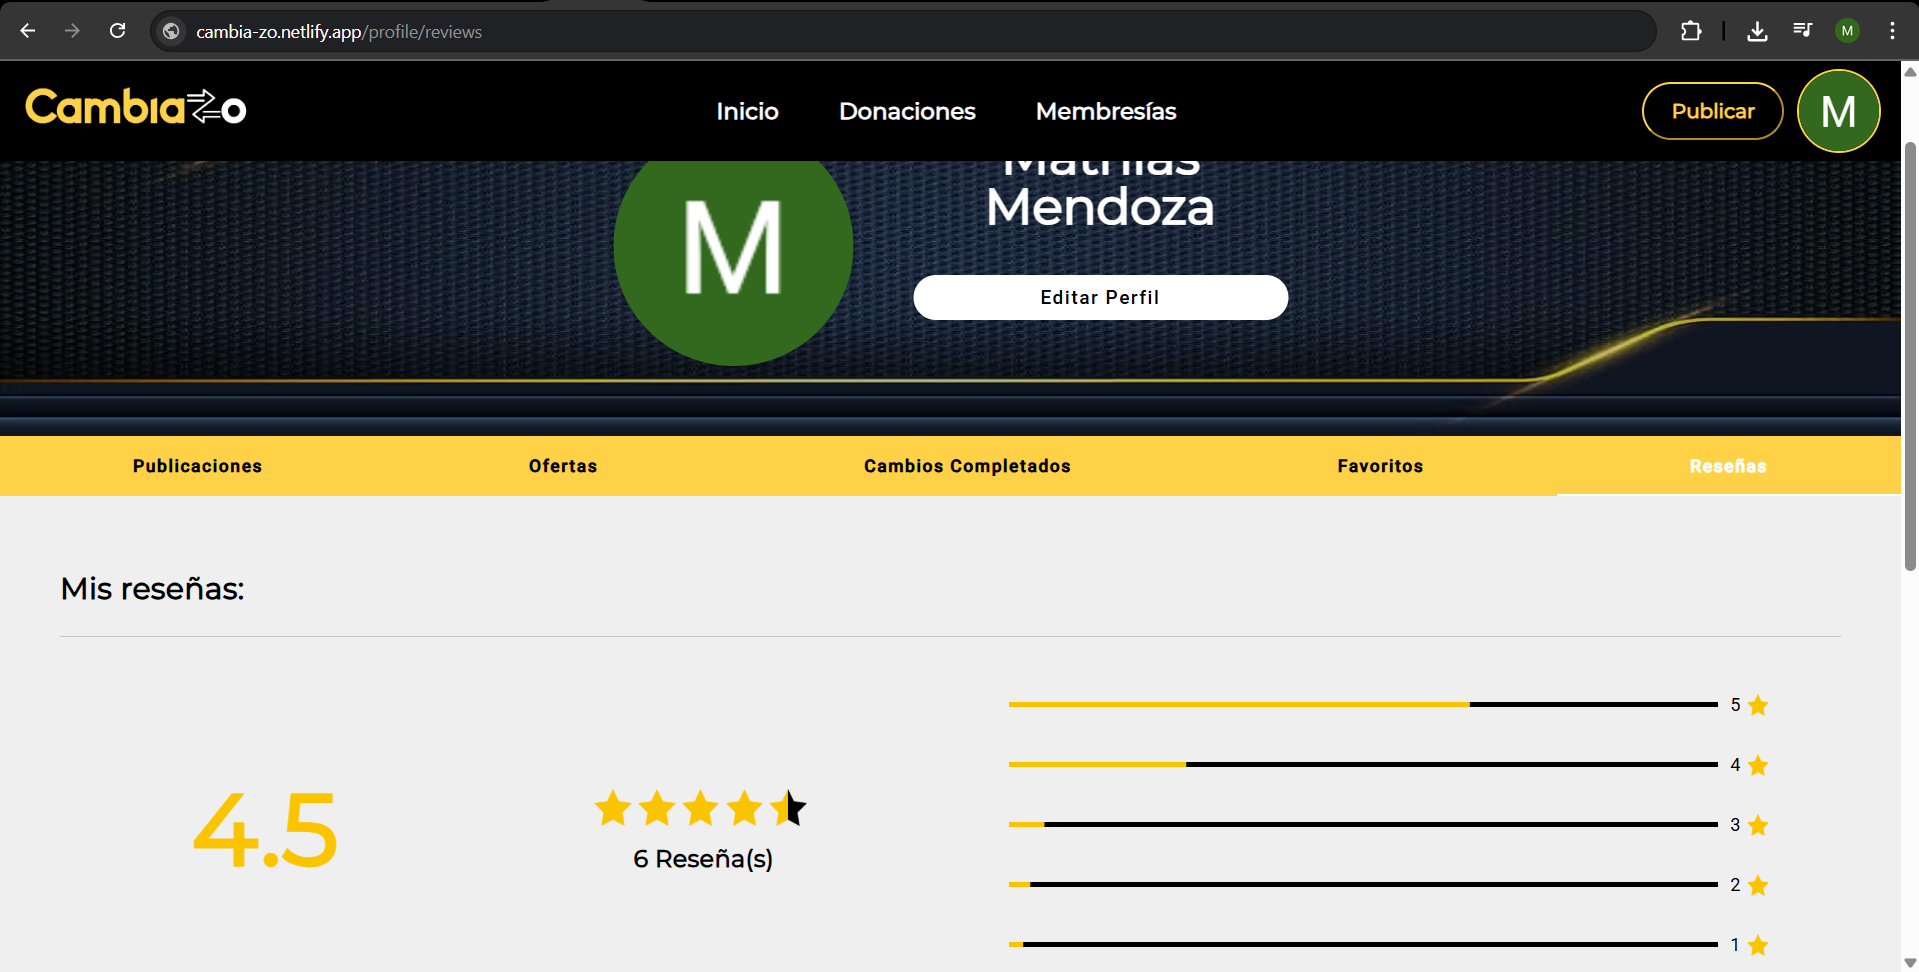 cambia-zo.netlify.app/profile/reviews
M
Cambiazo
Inicio
Donaciones
Membresías
Publicar
M
M
Mathias
Mendoza
Editar Perfil
Publicaciones
Ofertas
Cambios Completados
Favoritos
Reseñas
Mis reseñas:
4.5
6 Reseña(s)
5
4
3
2
1